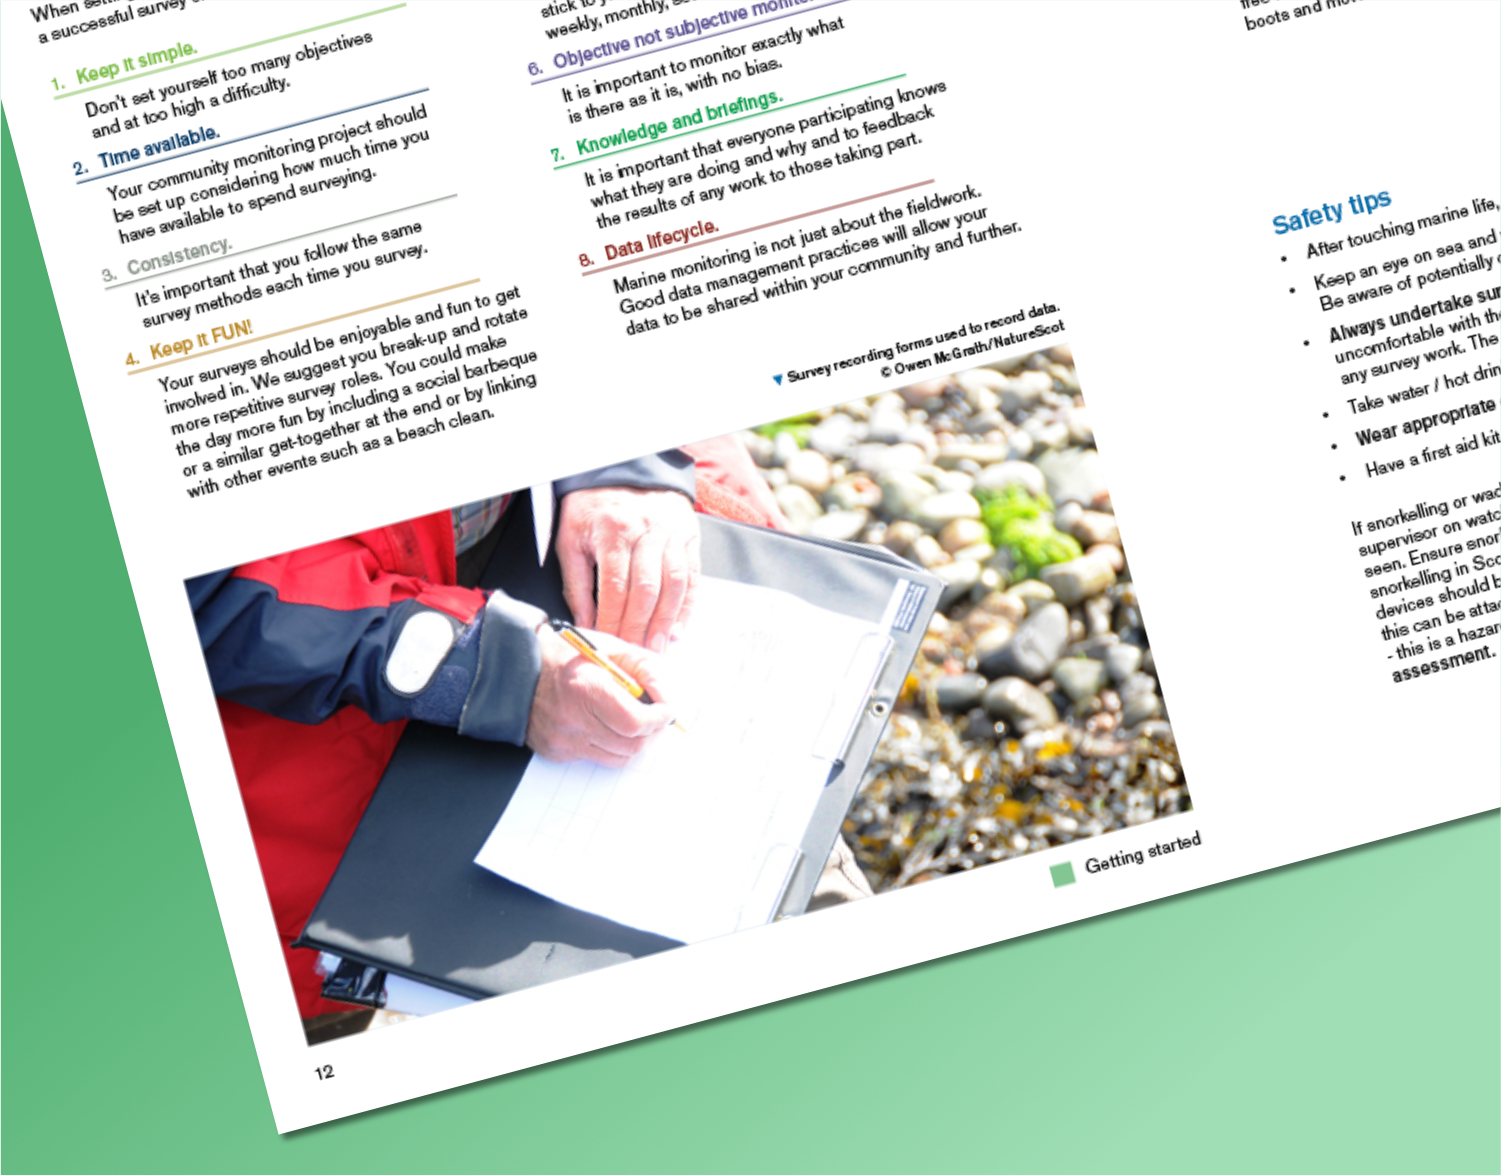 When
a successful survey
1. Keep it simple.
Don't set yourself too many objectives
and at too high a difficulty.
2. Time available.
Your community monitoring project should
be set up considering how much time you
have available to spend surveying.
3. Consistency.
It's important that you follow the same
survey methods each time you survey.
4. Keep it FUN!
Your surveys should be enjoyable and fun to get
involved in. We suggest you break-up and rotate
more repetitive survey roles. You could make
the day more fun by including a social barbeque
or a similar get-together at the end or by linking
with other events such as a beach clean.
stick to
weekly, monthly,
6. Objective not subjective
It is important to monitor exactly what
is there as it is, with no bias.
7. Knowledge and briefings.
It is important that everyone participating knows
what they are doing and why and to feedback
the results of any work to those taking part.
8. Data lifecycle.
Marine monitoring is not just about the fieldwork.
Good data management practices will allow your
data to be shared within your community and further.
▼ Survey recording forms used to record data.
© Owen McGrath/NatureScot
Getting started
12
boots and
Safety tips
• After touching marine life,
• Keep an eye on sea and
Be aware of potentially
• Always undertake
uncomfortable with
any survey work. The
• Take water / hot
• Wear appropriate
• Have a first aid kit
If snorkelling or
supervisor on
seen. Ensure
snorkelling in
devices should
this can be
- this is a
assessment.